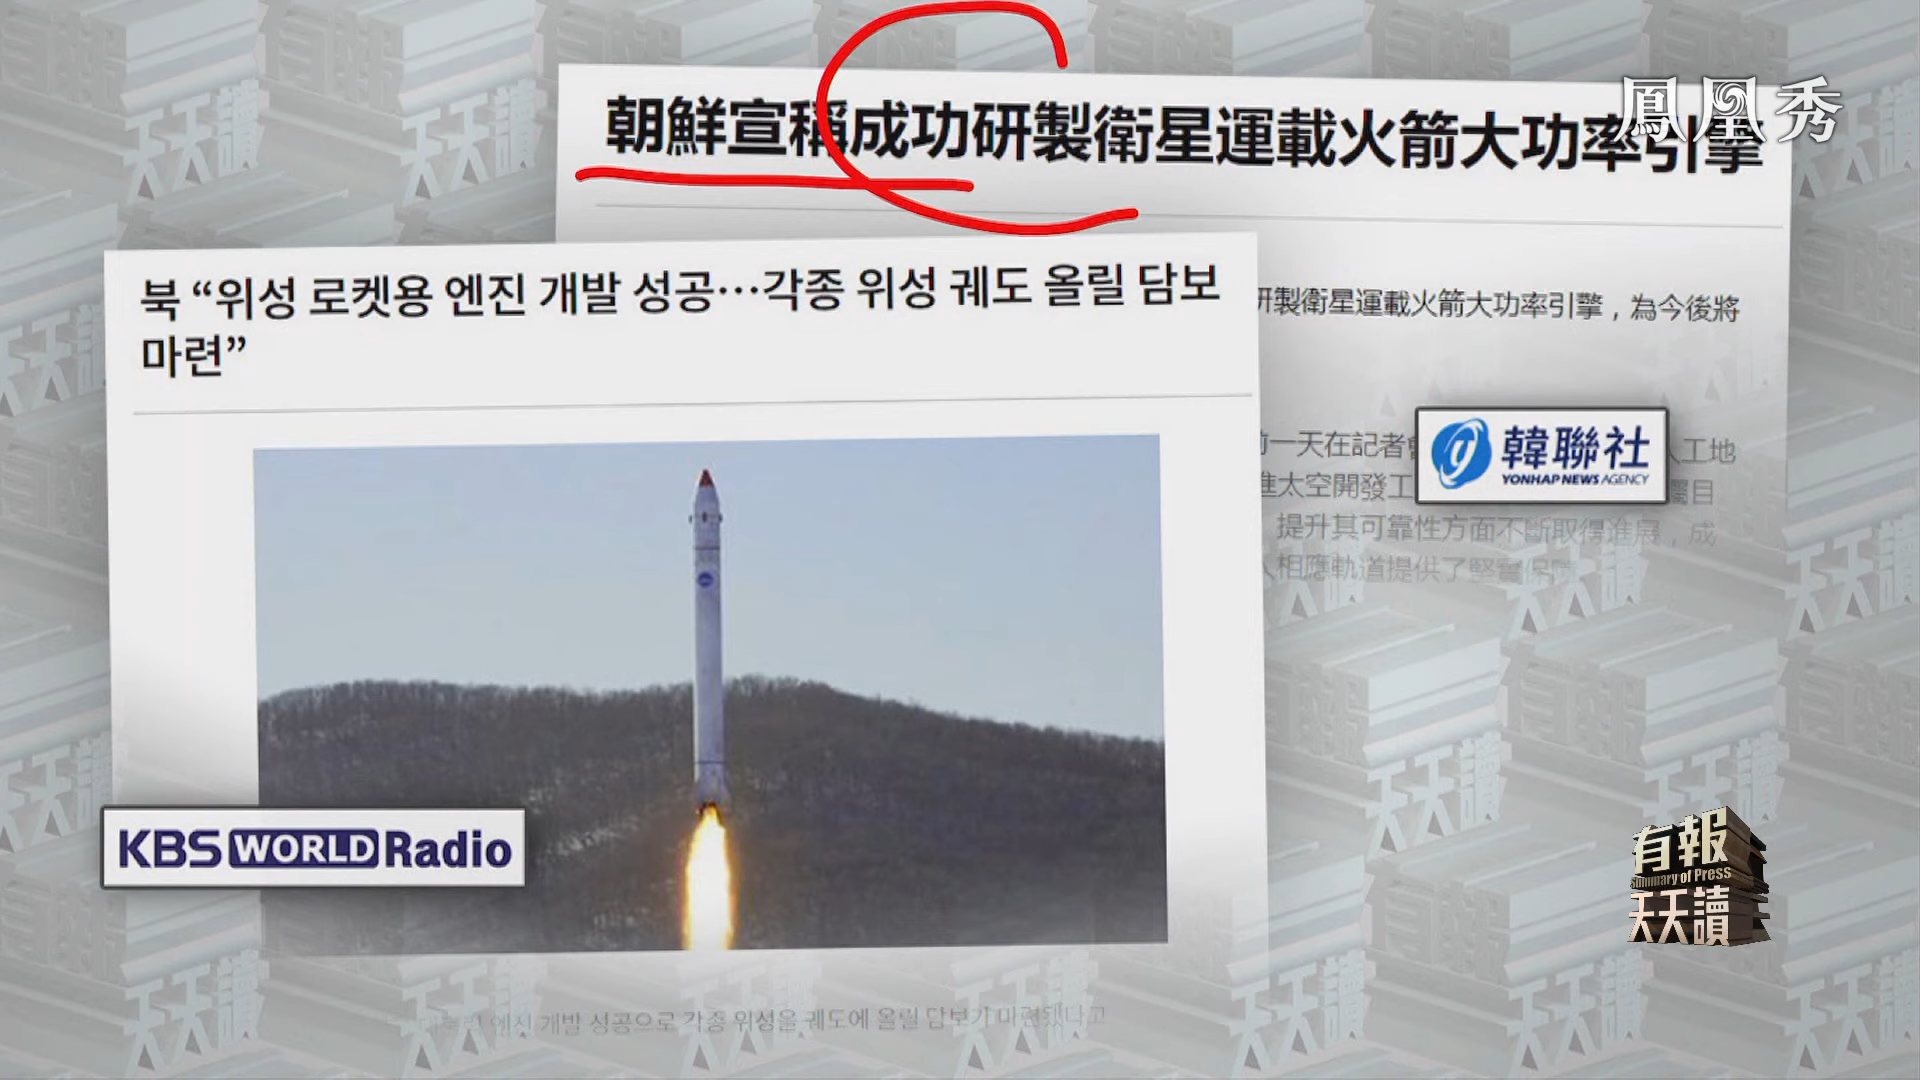 鳳凰秀
朝鮮宣稱成功研製衛星運載火箭大功率引擎
研製衛星運載火箭大功率引擎，為今後將
一天在記者
人工地
進太空開發工
矚目
提升其可靠性方面不斷取得進展，成
相應軌道提供了堅實保障
韓聯社
YONHAP NEWS AGENCY
북 “위성 로켓용 엔진 개발 성공…각종 위성 궤도 올릴 담보
마련”
KBS WORLD Radio
엔진 개발 성공으로 각종 위성을 궤도에 올릴 담보가 마련됐다고
有報
Summary of Press
天天讀